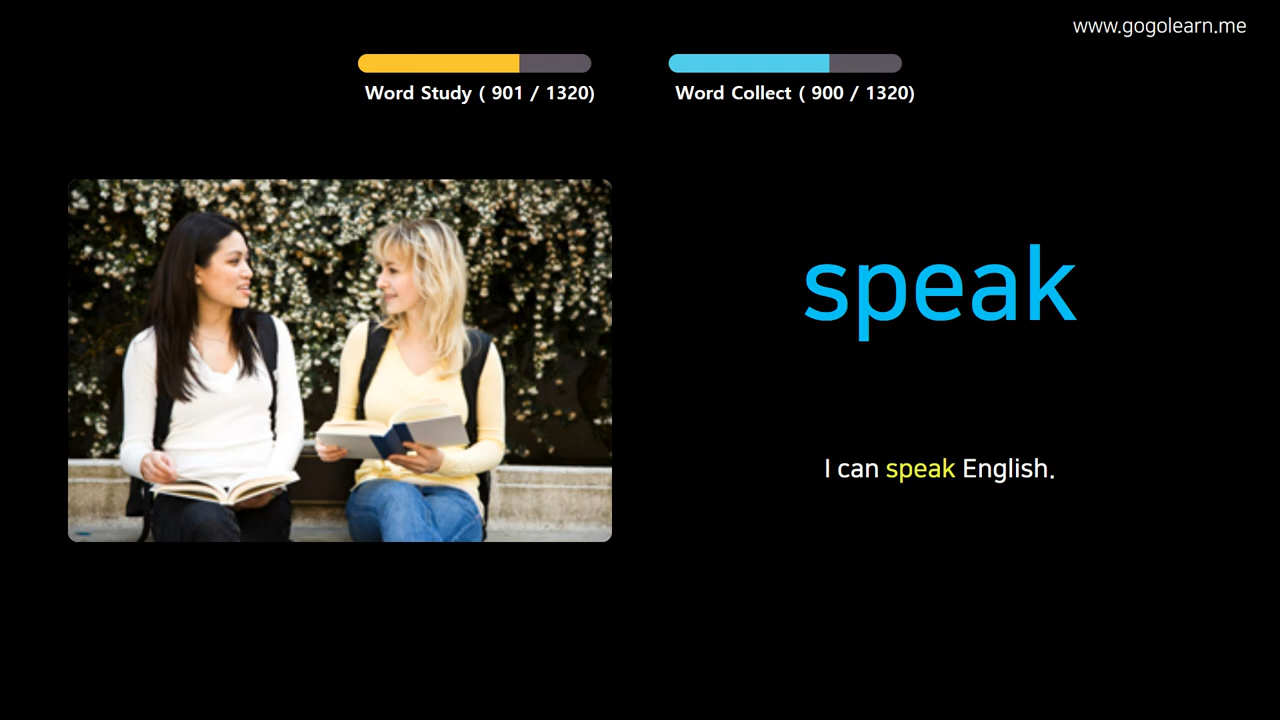 www.gogolearn.me
Word Study ( 901 / 1320)
Word Collect ( 900 / 1320)
speak
I can speak English.